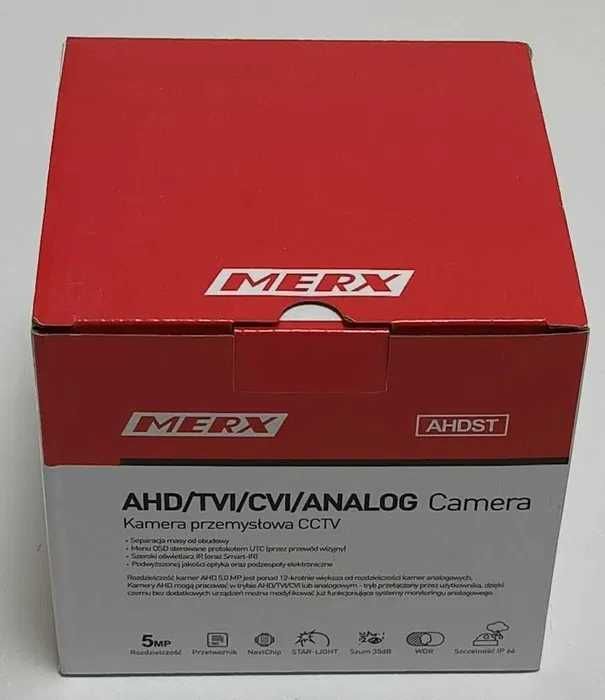 MERX
MERX
AHDST
AHD/TVI/CVI/ANALOG Camera
Kamera przemysłowa CCTV
• Separacja masy od obudowy
• Menu OSD sterowane protokołem UTC (przez przewód wizyjny)
• Szeroki oświetlacz IR (oraz Smart-IR)
• Podwyższonej jakości optyka oraz podzespoły elektroniczne
Rozdzielczość kamer AHD 5.0 MP jest ponad 12-krotnie większa od rozdzielczości kamer analogowych.
Kamery AHD mogą pracować w trybie AHD/TVI/CVI lub analogowym - tryb przełączany przez użytkownika, dzięki
czemu bez dodatkowych urządzeń można modyfikować już funkcjonujące systemy monitoringu analogowego.
5MP
Rozdzielczość Przetwornik NextChip STAR-LIGHT Szum 35dB WDR Szczelność IP 66